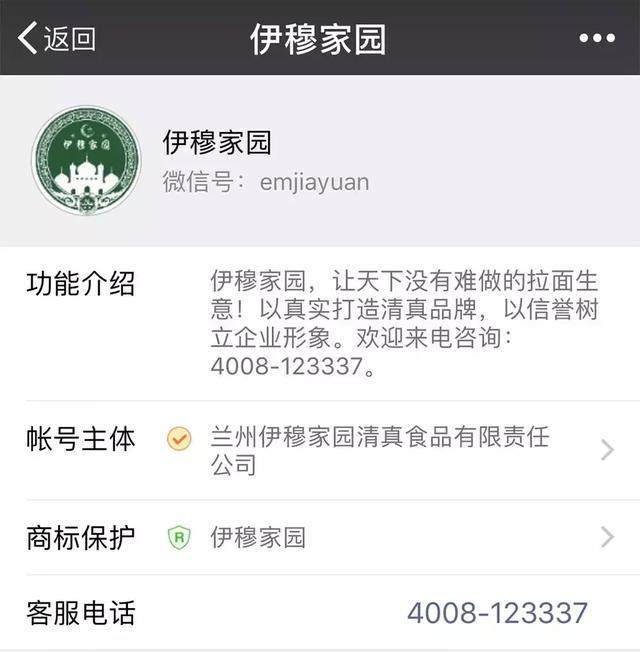 返回
伊穆家园
伊穆家园
伊穆家园
微信号：emjiayuan
功能介绍
伊穆家园，让天下没有难做的拉面生
意！以真实打造清真品牌，以信誉树
立企业形象。欢迎来电咨询：
4008-123337。
帐号主体
兰州伊穆家园清真食品有限责任
公司
商标保护
R
伊穆家园
客服电话
4008-123337